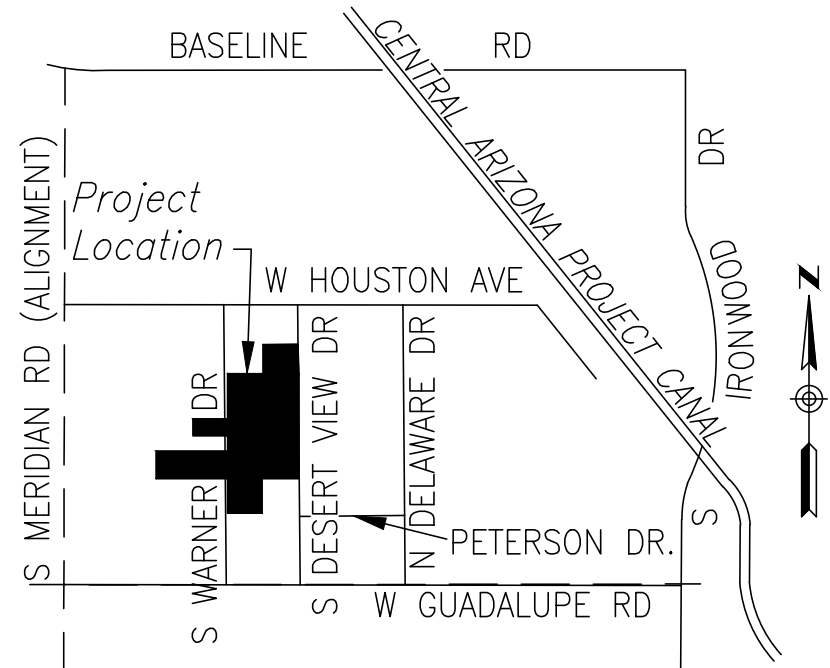 BASELINE RD
CENTRAL ARIZONA PROJECT CANAL
S IRONWOOD DR
S MERIDIAN RD (ALIGNMENT)
Project
Location
W HOUSTON AVE
N
S WARNER DR
S DESERT VIEW DR
N DELAWARE DR
PETERSON DR.
W GUADALUPE RD